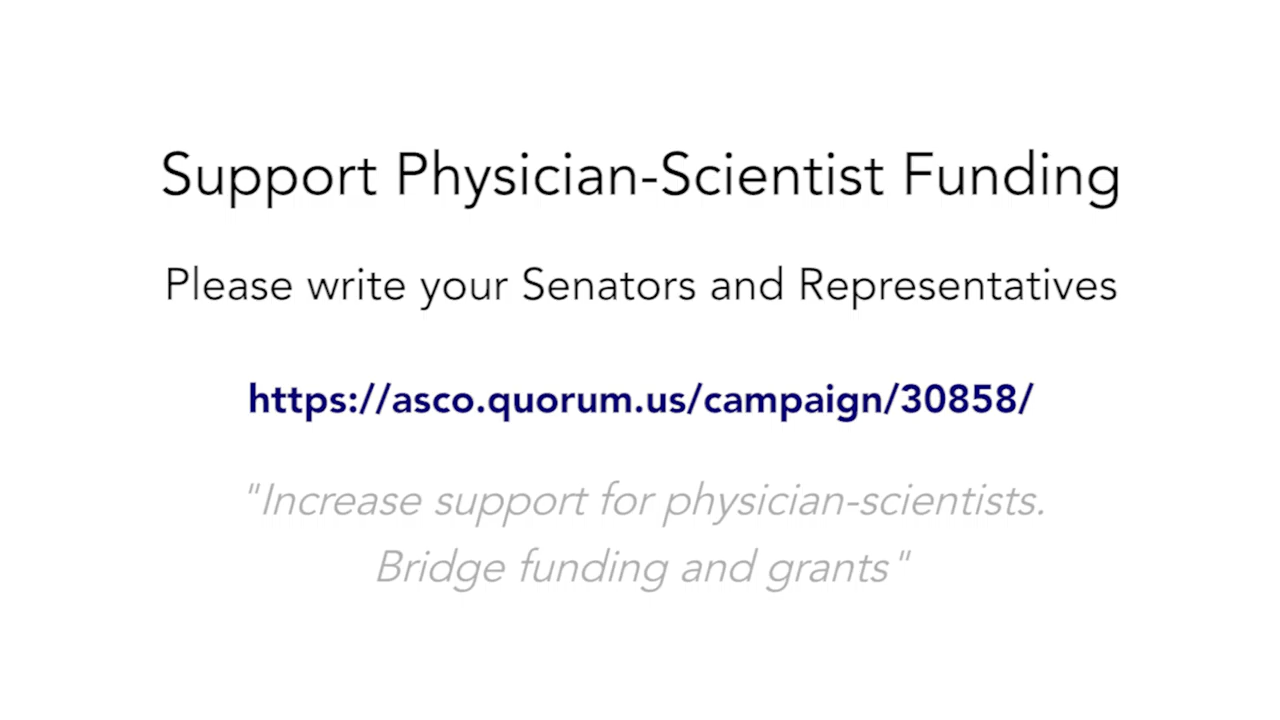 Support Physician-Scientist Funding
Please write your Senators and Representatives
https://asco.quorum.us/campaign/30858/
"Increase support for physician-scientists.
Bridge funding and grants"